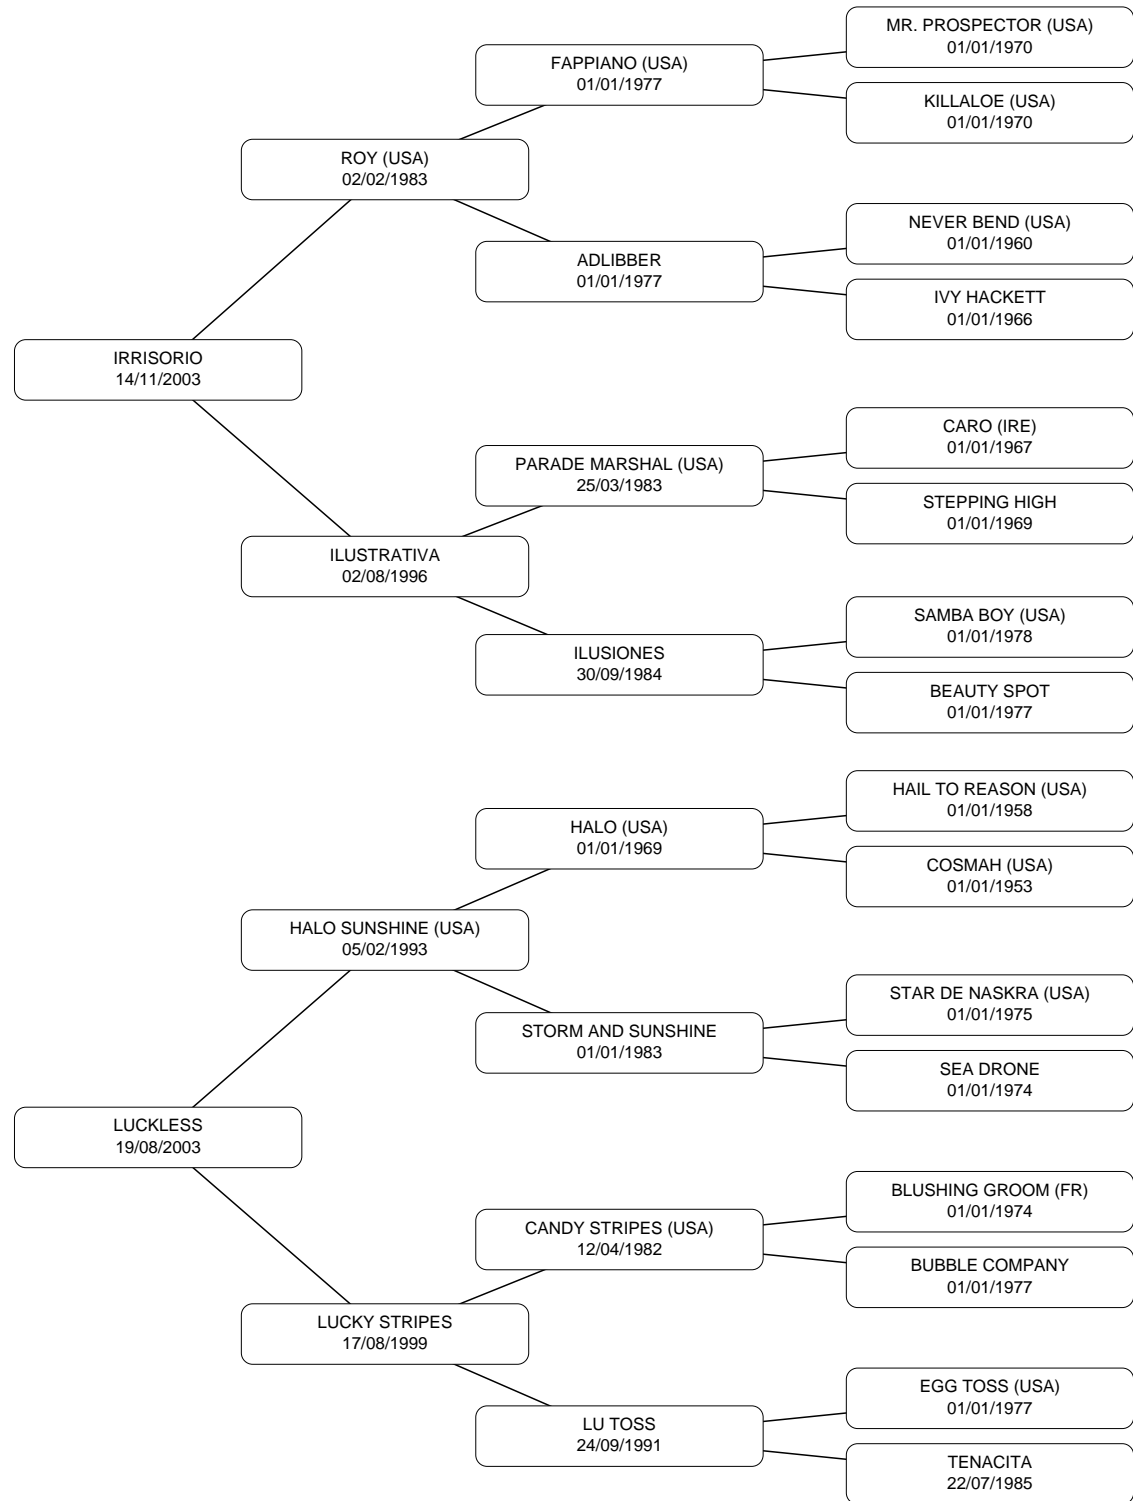 MR. PROSPECTOR (USA)
01/01/1970
FAPPIANO (USA)
01/01/1977
KILLALOE (USA)
01/01/1970
ROY (USA)
02/02/1983
NEVER BEND (USA)
01/01/1960
ADLIBBER
01/01/1977
IVY HACKETT
01/01/1966
IRRISORIO
14/11/2003
CARO (IRE)
01/01/1967
PARADE MARSHAL (USA)
25/03/1983
STEPPING HIGH
01/01/1969
ILUSTRATIVA
02/08/1996
SAMBA BOY (USA)
01/01/1978
ILUSIONES
30/09/1984
BEAUTY SPOT
01/01/1977
HAIL TO REASON (USA)
01/01/1958
HALO (USA)
01/01/1969
COSMAH (USA)
01/01/1953
HALO SUNSHINE (USA)
05/02/1993
STAR DE NASKRA (USA)
01/01/1975
STORM AND SUNSHINE
01/01/1983
SEA DRONE
01/01/1974
LUCKLESS
19/08/2003
BLUSHING GROOM (FR)
01/01/1974
CANDY STRIPES (USA)
12/04/1982
BUBBLE COMPANY
01/01/1977
LUCKY STRIPES
17/08/1999
EGG TOSS (USA)
01/01/1977
LU TOSS
24/09/1991
TENACITA
22/07/1985